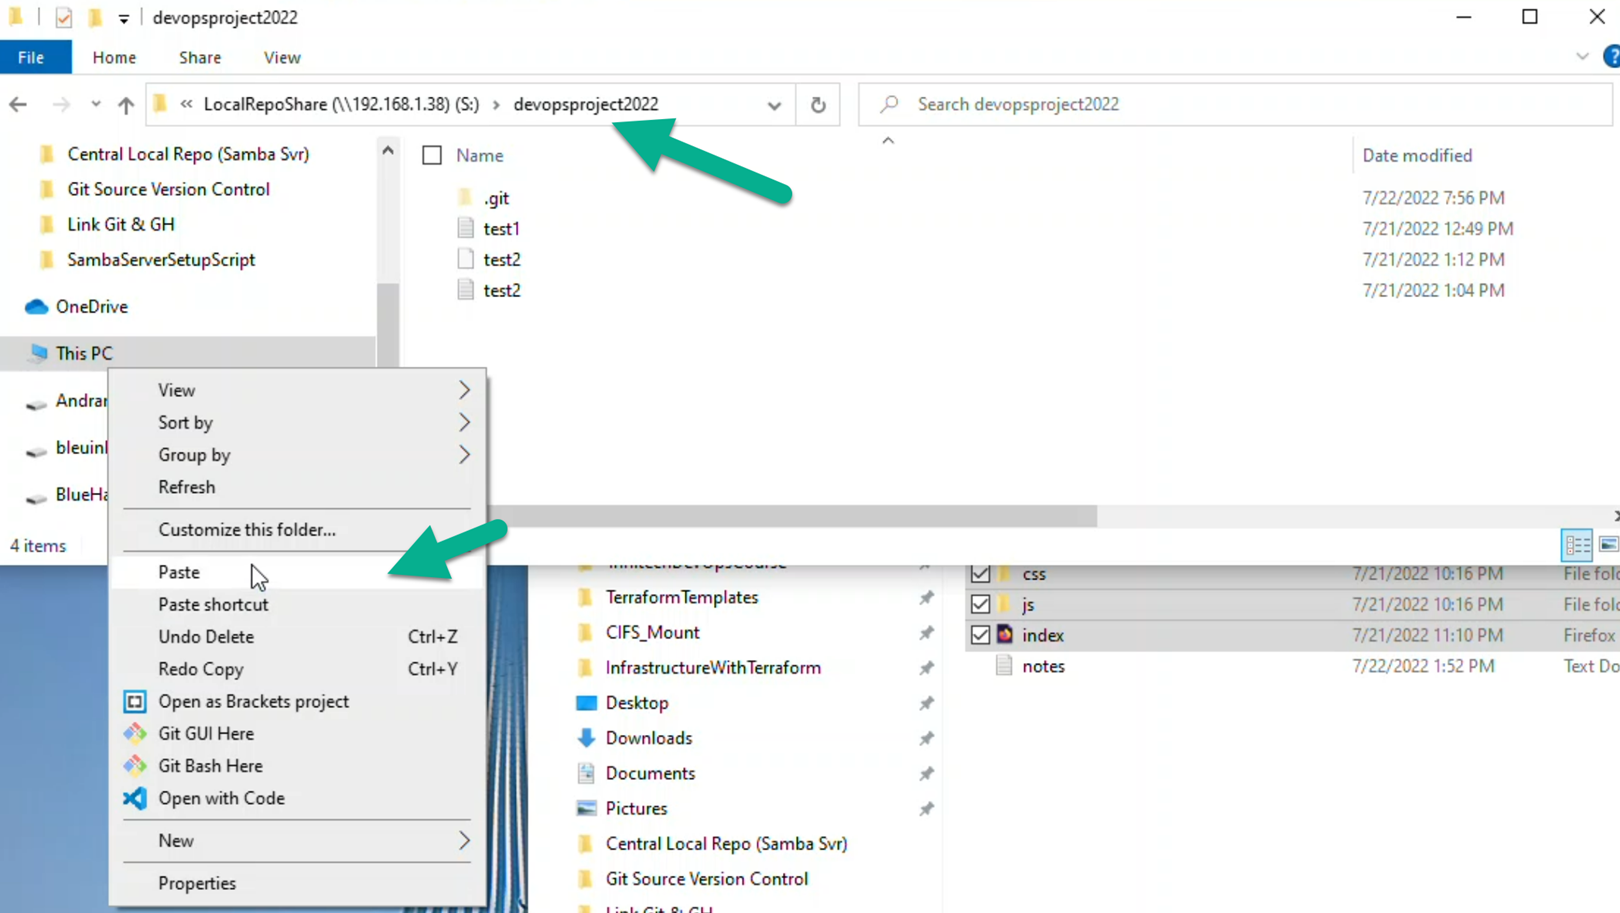 devopsproject2022
File Home Share View
« LocalRepoShare (\\192.168.1.38) (S:) > devopsproject2022
Search devopsproject2022
Central Local Repo (Samba Svr)
Git Source Version Control
Link Git & GH
SambaServerSetupScript
OneDrive
This PC
Andrar
bleuin
BlueHa
4 items
Name Date modified
.git 7/22/2022 7:56 PM
test1 7/21/2022 12:49 PM
test2 7/21/2022 1:12 PM
test2 7/21/2022 1:04 PM
View
Sort by
Group by
Refresh
Customize this folder...
Paste
Paste shortcut
Undo Delete Ctrl+Z
Redo Copy Ctrl+Y
Open as Brackets project
Git GUI Here
Git Bash Here
Open with Code
New
Properties
TerraformTemplates
CIFS_Mount
InfrastructureWithTerraform
Desktop
Downloads
Documents
Pictures
Central Local Repo (Samba Svr)
Git Source Version Control
Link Git & GH
css 7/21/2022 10:16 PM File fol
js 7/21/2022 10:16 PM File fol
index 7/21/2022 11:10 PM Firefox
notes 7/22/2022 1:52 PM Text Do